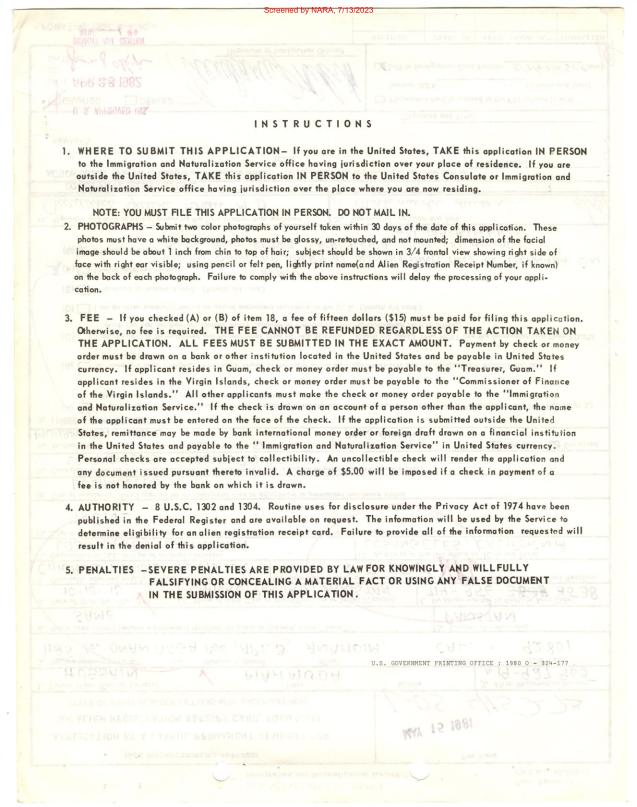 Screened by NARA, 7/13/2023
INSTRUCTIONS
1. WHERE TO SUBMIT THIS APPLICATION— If you are in the United States, TAKE this application IN PERSON
to the Immigration and Naturalization Service office having jurisdiction over your place of residence. If you are
outside the United States, TAKE this application IN PERSON to the United States Consulate or Immigration and
Naturalization Service office having jurisdiction over the place where you are now residing.
NOTE: YOU MUST FILE THIS APPLICATION IN PERSON. DO NOT MAIL IN.
2. PHOTOGRAPHS — Submit two color photographs of yourself taken within 30 days of the date of this application. These
photos must have a white background, photos must be glossy, un-retouched, and not mounted; dimension of the facial
image should be about 1 inch from chin to top of hair; subject should be shown in 3/4 frontal view showing right side of
face with right ear visible; using pencil or felt pen, lightly print name(and Alien Registration Receipt Number, if known)
on the back of each photograph. Failure to comply with the above instructions will delay the processing of your appli-
cation.
3. FEE — If you checked (A) or (B) of item 18, a fee of fifteen dollars ($15) must be paid for filing this application.
Otherwise, no fee is required. THE FEE CANNOT BE REFUNDED REGARDLESS OF THE ACTION TAKEN ON
THE APPLICATION. ALL FEES MUST BE SUBMITTED IN THE EXACT AMOUNT. Payment by check or money
order must be drawn on a bank or other institution located in the United States and be payable in United States
currency. If applicant resides in Guam, check or money order must be payable to the "Treasurer, Guam." If
applicant resides in the Virgin Islands, check or money order must be payable to the "Commissioner of Finance
of the Virgin Islands." All other applicants must make the check or money order payable to the "Immigration
and Naturalization Service." If the check is drawn on an account of a person other than the applicant, the name
of the applicant must be entered on the face of the check. If the application is submitted outside the United
States, remittance may be made by bank international money order or foreign draft drawn on a financial institution
in the United States and payable to the " Immigration and Naturalization Service" in United States currency.
Personal checks are accepted subject to collectibility. An uncollectible check will render the application and
any document issued pursuant thereto invalid. A charge of $5.00 will be imposed if a check in payment of a
fee is not honored by the bank on which it is drawn.
4. AUTHORITY — 8 U.S.C. 1302 and 1304. Routine uses for disclosure under the Privacy Act of 1974 have been
published in the Federal Register and are available on request. The information will be used by the Service to
determine eligibility for an alien registration receipt card. Failure to provide all of the information requested will
result in the denial of this application.
5. PENALTIES —SEVERE PENALTIES ARE PROVIDED BY LAW FOR KNOWINGLY AND WILLFULLY
FALSIFYING OR CONCEALING A MATERIAL FACT OR USING ANY FALSE DOCUMENT
IN THE SUBMISSION OF THIS APPLICATION.
U.S. GOVERNMENT PRINTING OFFICE : 1980 O - 324-177